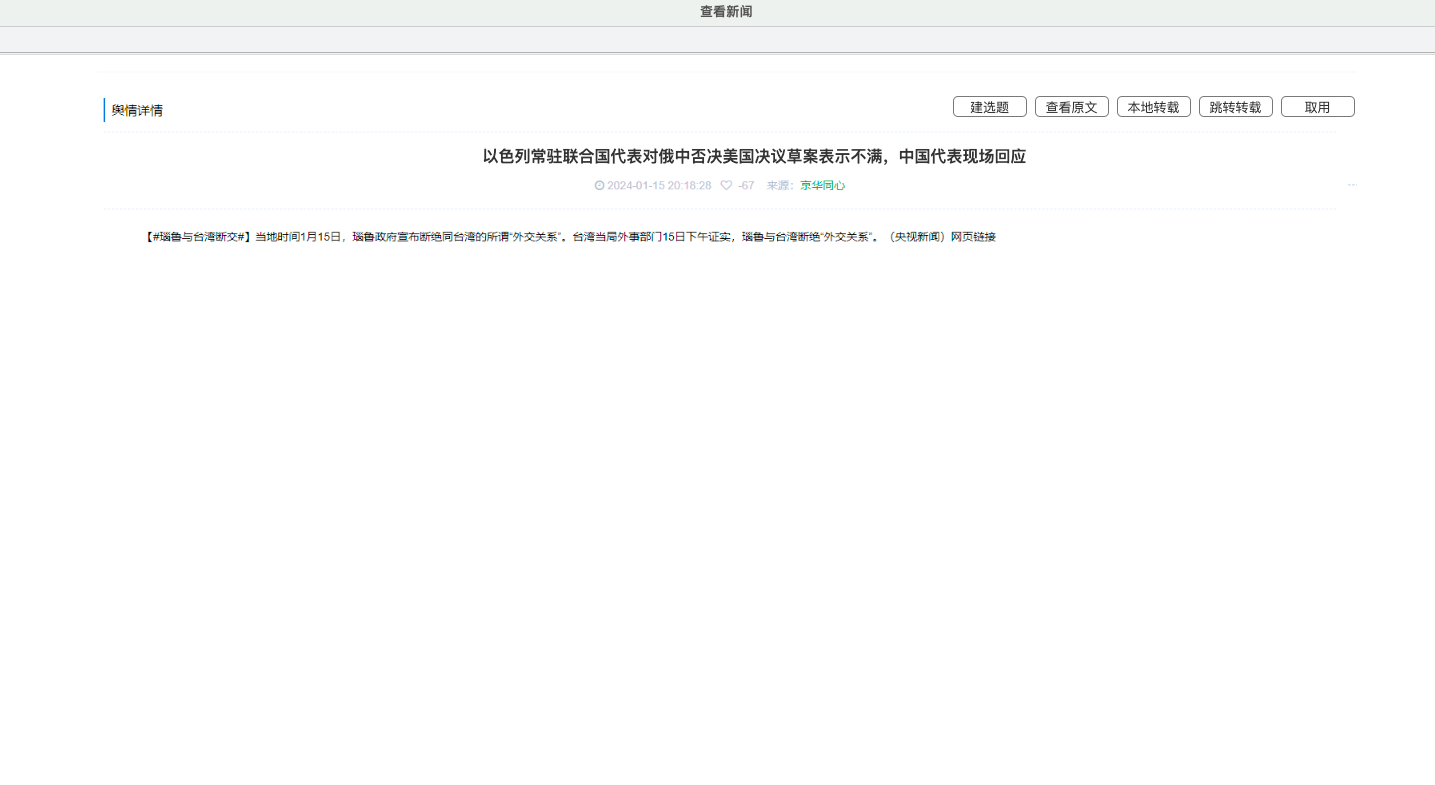 查看新闻
舆情详情
建选题 查看原文 本地转载 跳转转载 取用
以色列常驻联合国代表对俄中否决美国决议草案表示不满，中国代表现场回应
2024-01-15 20:18:28 -67 来源：京华同心 --
【#瑙鲁与台湾断交#】当地时间1月15日，瑙鲁政府宣布断绝同台湾的所谓“外交关系”。台湾当局外事部门15日下午证实，瑙鲁与台湾断绝“外交关系”。（央视新闻）网页链接